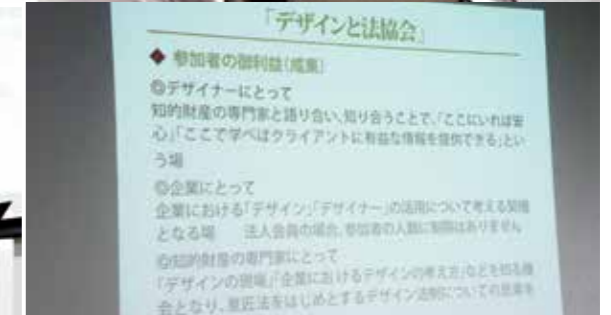 「デザインと法協会」
◆ 参加者の御利益(成果)
◎デザイナーにとって
知的財産の専門家と語り合い、知り合うことで、「ここにいれば安
心」「ここで学べばクライアントに有益な情報を提供できる」とい
う場
◎企業にとって
企業における「デザイン」「デザイナー」の活用について考える契機
となる場 法人会員の場合、参加者の人数に制限はありません
◎知的財産の専門家にとって
「デザインの現場」「企業におけるデザインの考え方」などを知る機
会となり、意匠法をはじめとするデザイン法制についての意見を